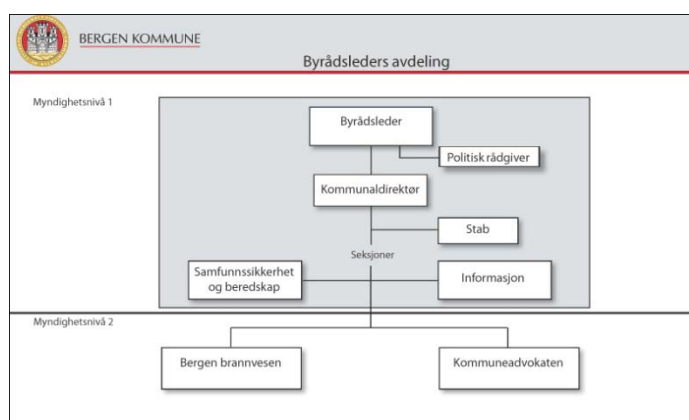 BERGEN KOMMUNE
Byrådsleders avdeling
Myndighetsnivå 1
Byrådsleder
Politisk rådgiver
Kommunaldirektør
Stab
Seksjoner
Samfunnssikkerhet
og beredskap
Informasjon
Myndighetsnivå 2
Bergen brannvesen
Kommuneadvokaten